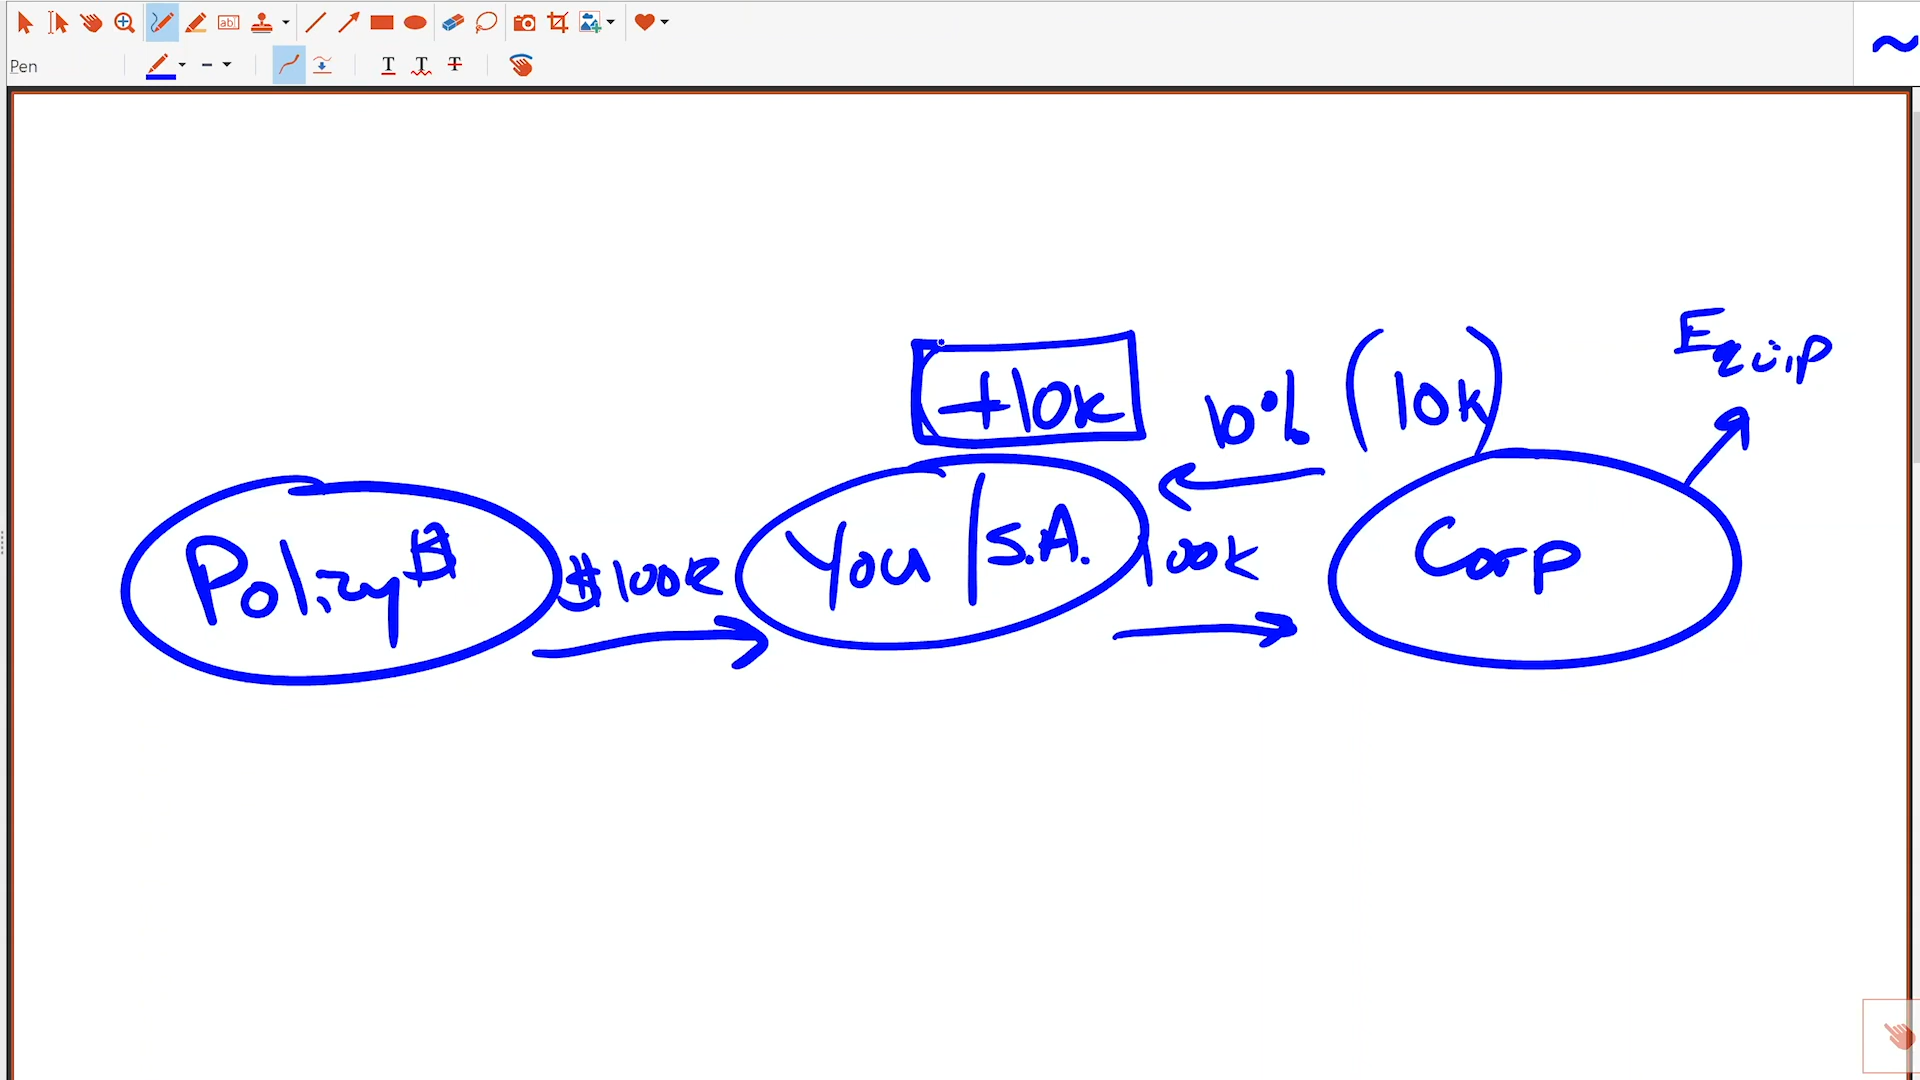 Pen
Equip
+10k
10% (10k)
Policy $
$100k
You | S.A.
100k
Corp